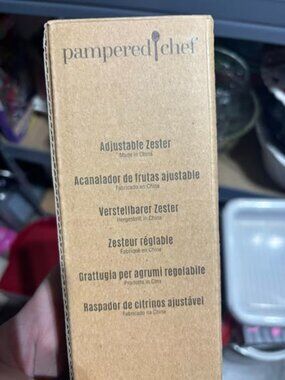 pampered chef
Adjustable Zester
Made in China
Acanalador de frutas ajustable
Fabricado en China
Verstellbarer Zester
Hergestellt in China
Zesteur réglable
Fabriqué en Chine
Grattugia per agrumi regolabile
Prodotto in Cina
Raspador de citrinos ajustável
Fabricado na China